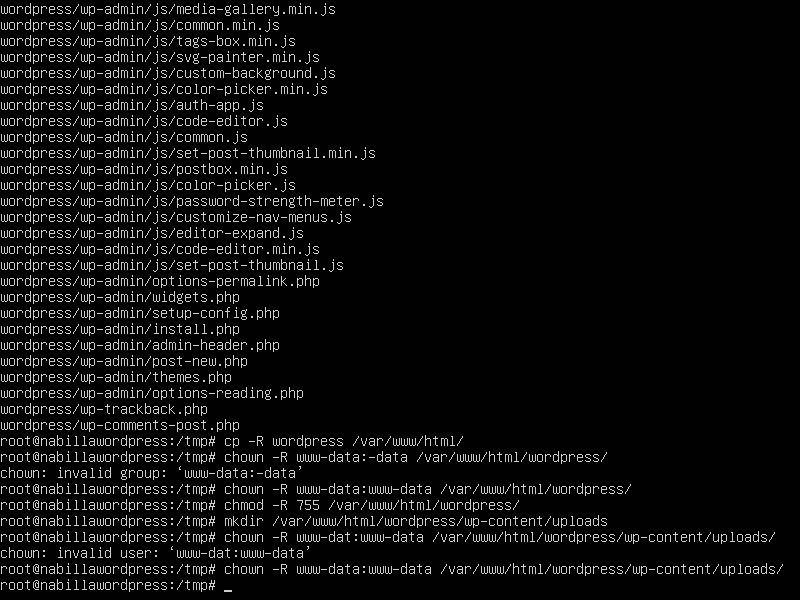 wordpress/wp-admin/js/media-gallery.min.js
wordpress/wp-admin/js/common.min.js
wordpress/wp-admin/js/tags-box.min.js
wordpress/wp-admin/js/svg-painter.min.js
wordpress/wp-admin/js/custom-background.js
wordpress/wp-admin/js/color-picker.min.js
wordpress/wp-admin/js/auth-app.js
wordpress/wp-admin/js/code-editor.js
wordpress/wp-admin/js/common.js
wordpress/wp-admin/js/set-post-thumbnail.min.js
wordpress/wp-admin/js/postbox.min.js
wordpress/wp-admin/js/color-picker.js
wordpress/wp-admin/js/password-strength-meter.js
wordpress/wp-admin/js/customize-nav-menus.js
wordpress/wp-admin/js/editor-expand.js
wordpress/wp-admin/js/code-editor.min.js
wordpress/wp-admin/js/set-post-thumbnail.js
wordpress/wp-admin/options-permalink.php
wordpress/wp-admin/widgets.php
wordpress/wp-admin/setup-config.php
wordpress/wp-admin/install.php
wordpress/wp-admin/admin-header.php
wordpress/wp-admin/post-new.php
wordpress/wp-admin/themes.php
wordpress/wp-admin/options-reading.php
wordpress/wp-trackback.php
wordpress/wp-comments-post.php
root@nabillawordpress:/tmp# cp -R wordpress /var/www/html/
root@nabillawordpress:/tmp# chown -R www-data:-data /var/www/html/wordpress/
chown: invalid group: ‘www-data:-data’
root@nabillawordpress:/tmp# chown -R www-data:www-data /var/www/html/wordpress/
root@nabillawordpress:/tmp# chmod -R 755 /var/www/html/wordpress/
root@nabillawordpress:/tmp# mkdir /var/www/html/wordpress/wp-content/uploads
root@nabillawordpress:/tmp# chown -R www-dat:www-data /var/www/html/wordpress/wp-content/uploads/
chown: invalid user: ‘www-dat:www-data’
root@nabillawordpress:/tmp# chown -R www-data:www-data /var/www/html/wordpress/wp-content/uploads/
root@nabillawordpress:/tmp# _